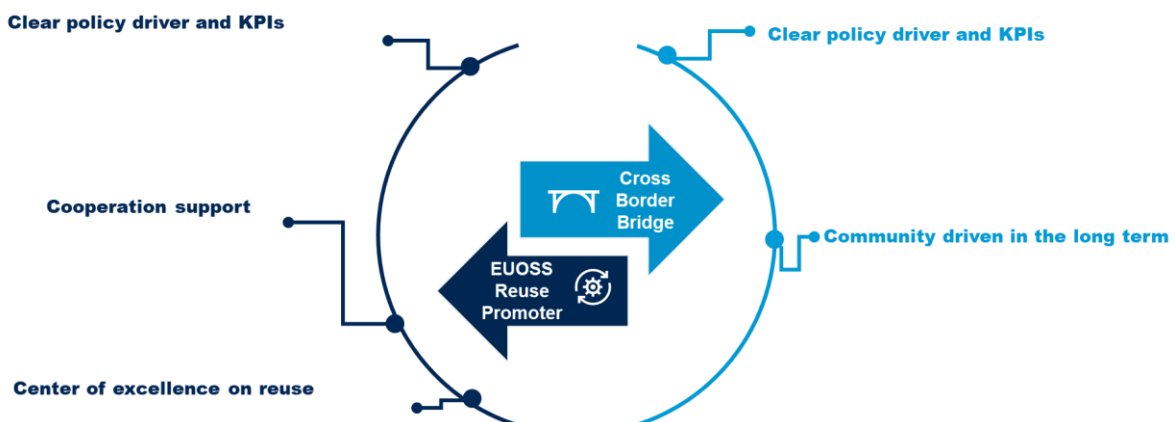 Clear policy driver and KPIs
Clear policy driver and KPIs
Cross
Border
Bridge
Cooperation support
Community driven in the long term
EUOSS
Reuse
Promoter
Center of excellence on reuse